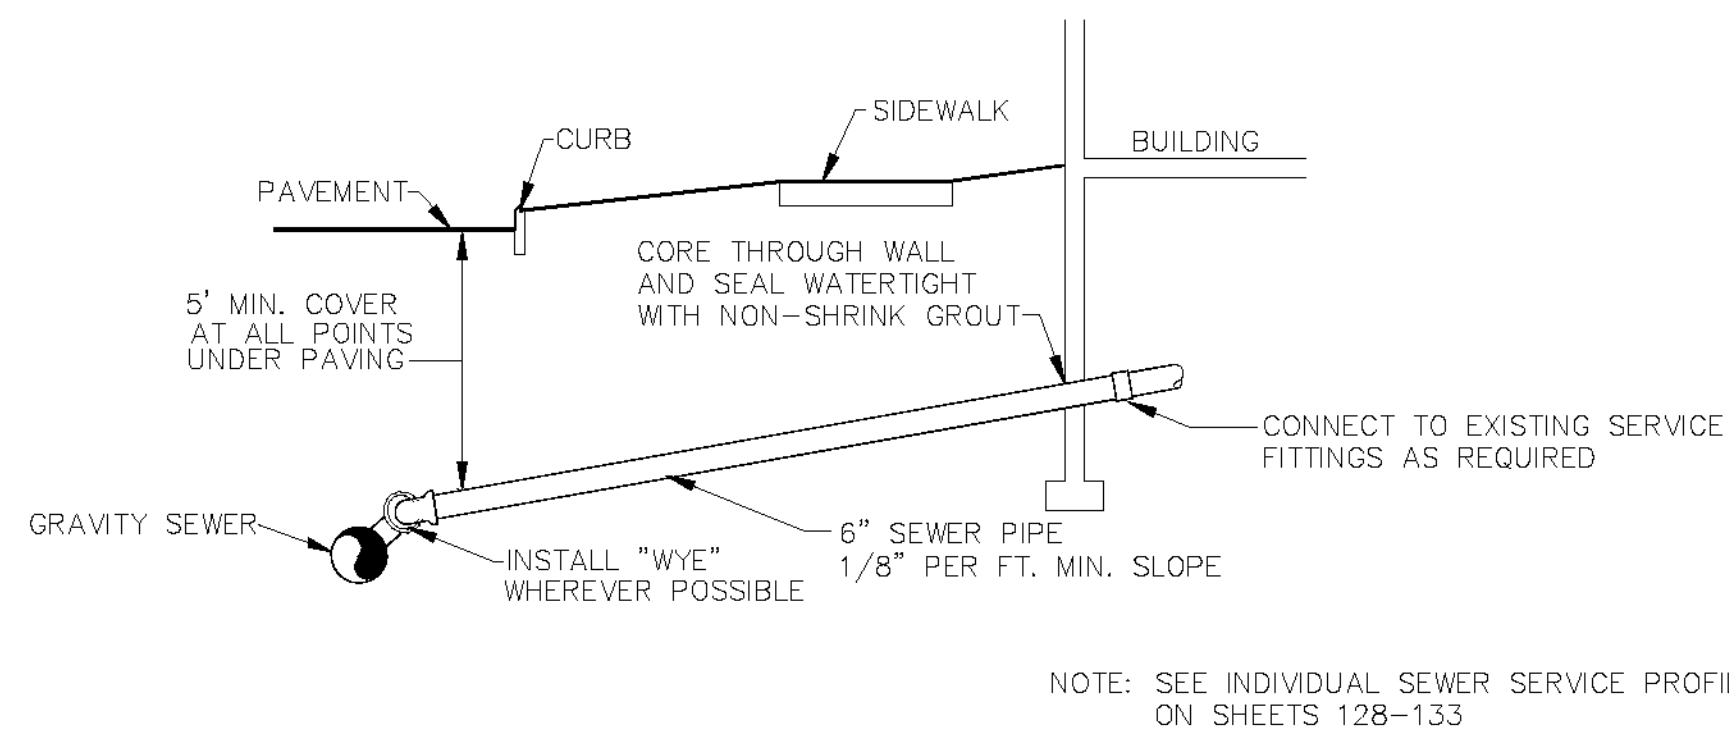 SIDEWALK
CURB
BUILDING
PAVEMENT
CORE THROUGH WALL
AND SEAL WATERTIGHT
WITH NON-SHRINK GROUT
5' MIN. COVER
AT ALL POINTS
UNDER PAVING
CONNECT TO EXISTING SERVICE
FITTINGS AS REQUIRED
GRAVITY SEWER
6" SEWER PIPE
1/8" PER FT. MIN. SLOPE
INSTALL "WYE"
WHEREVER POSSIBLE
NOTE: SEE INDIVIDUAL SEWER SERVICE
ON SHEETS 128-133